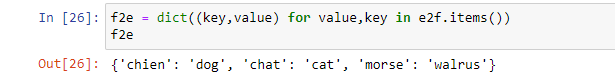 In [26]: f2e = dict((key,value) for value,key in e2f.items())
f2e
Out[26]: {'chien': 'dog', 'chat': 'cat', 'morse': 'walrus'}